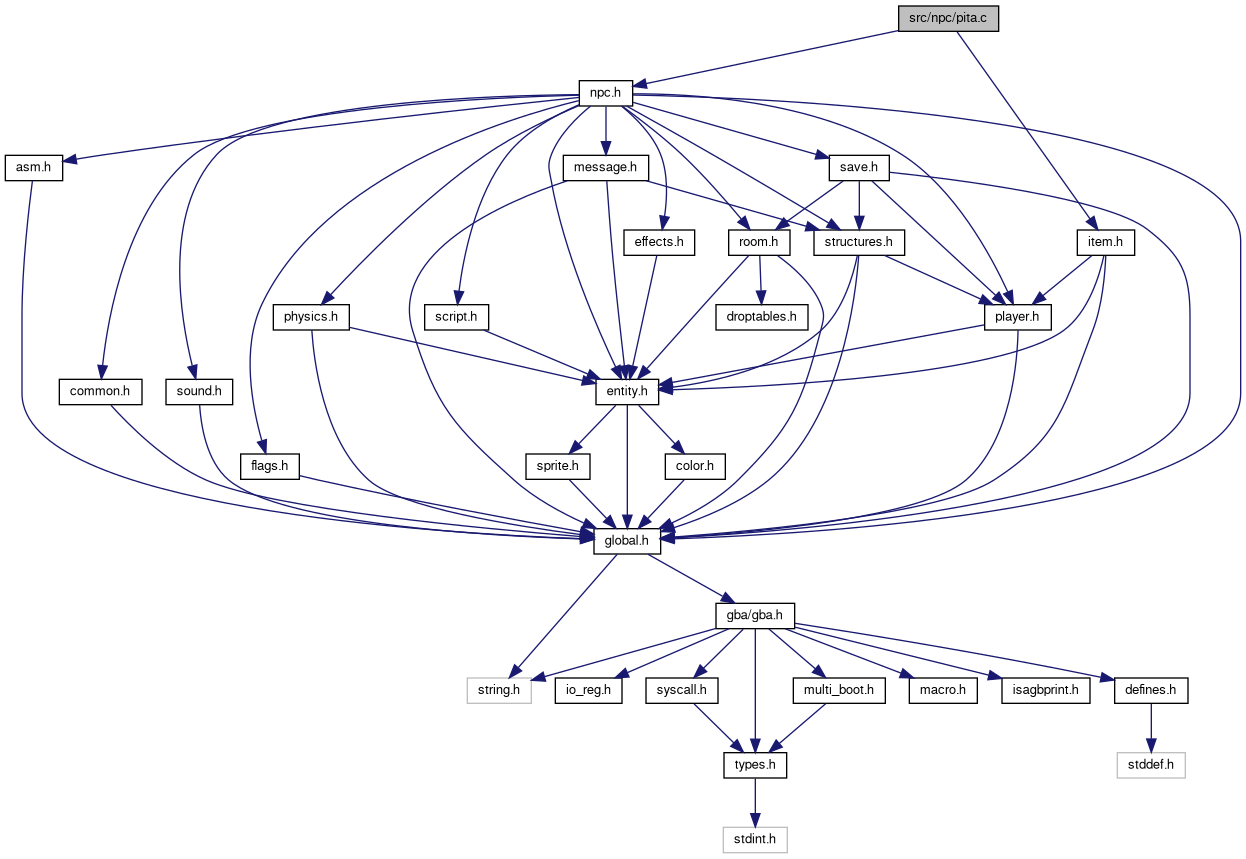 src/npc/pita.c
npc.h
asm.h
message.h
save.h
effects.h
room.h
structures.h
item.h
physics.h
script.h
droptables.h
player.h
common.h
sound.h
entity.h
flags.h
sprite.h
color.h
global.h
gba/gba.h
string.h
io_reg.h
syscall.h
multi_boot.h
macro.h
isagbprint.h
defines.h
types.h
stddef.h
stdint.h